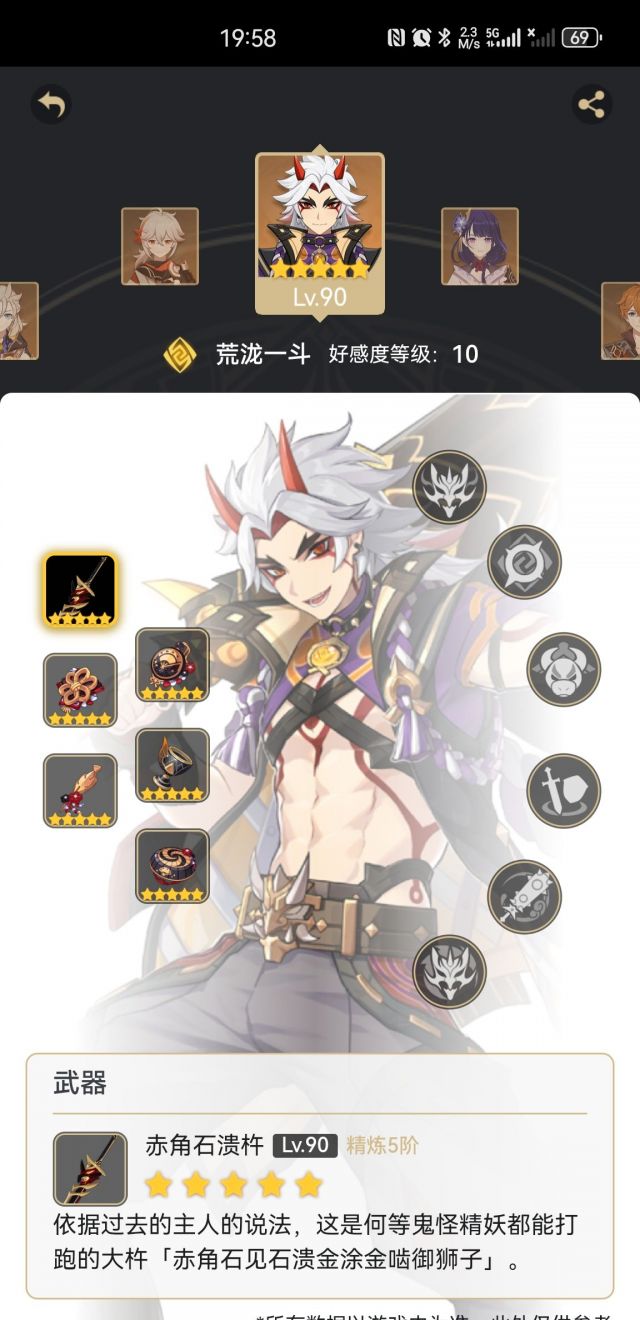 19:58
2.3 M/s 5G 69
Lv.90
荒泷一斗 好感度等级：10
武器
赤角石溃杵 Lv.90 精炼5阶
依据过去的主人的说法，这是何等鬼怪精妖都能打
跑的大杵「赤角石见石溃金涂金啮御狮子」。